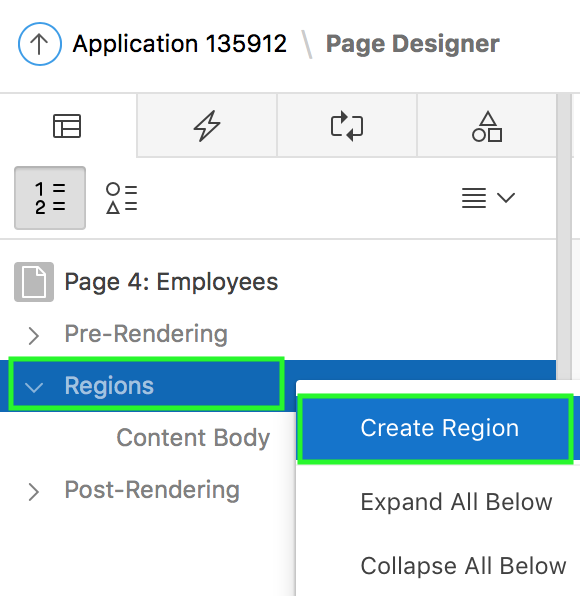 Application 135912 \ Page Designer
1
2
Page 4: Employees
Pre-Rendering
Regions
Create Region
Content Body
Post-Rendering
Expand All Below
Collapse All Below